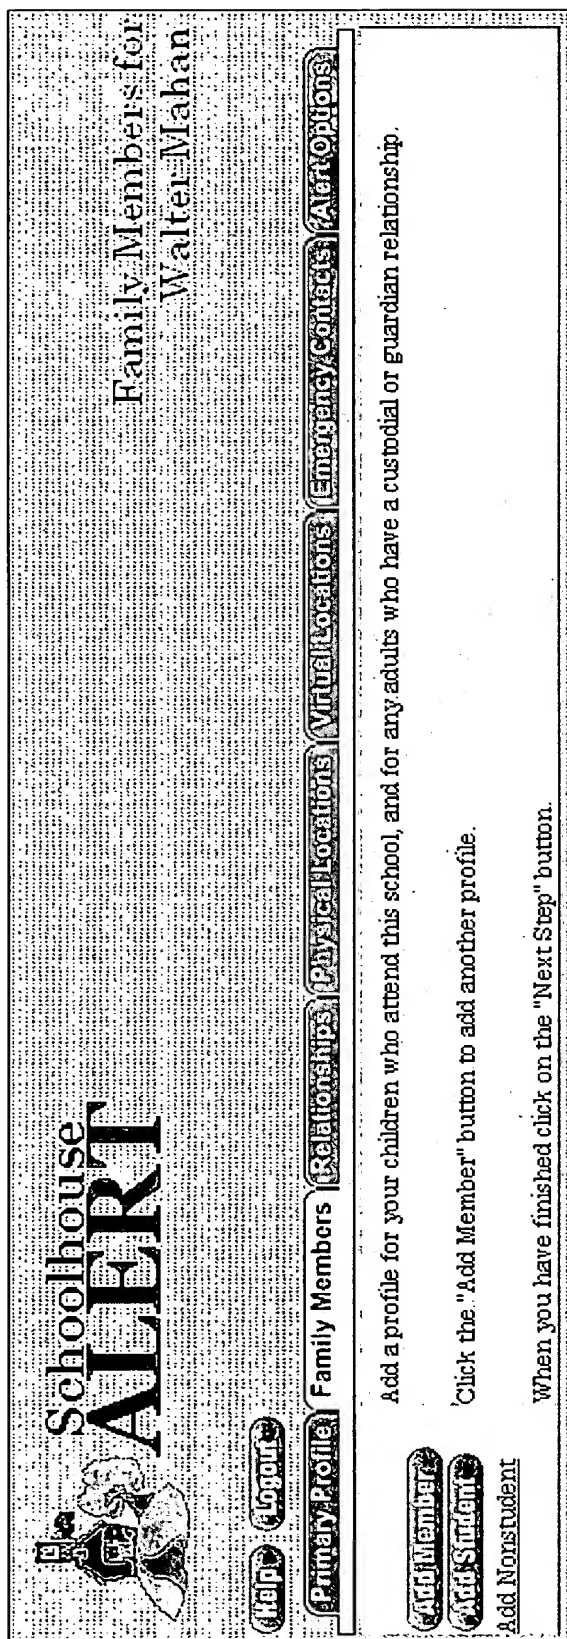 Schoolhouse
ALERT
Family Members for
Walter Mahan
Help Logout
Primary Profile Family Members Relationships Physical Locations Virtual Locations Emergency Contacts Alert Options
Add a profile for your children who attend this school, and for any adults who have a custodial or guardian relationship.
Add Member
Click the "Add Member" button to add another profile.
Add Student
Add Nonstudent
When you have finished click on the "Next Step" button.